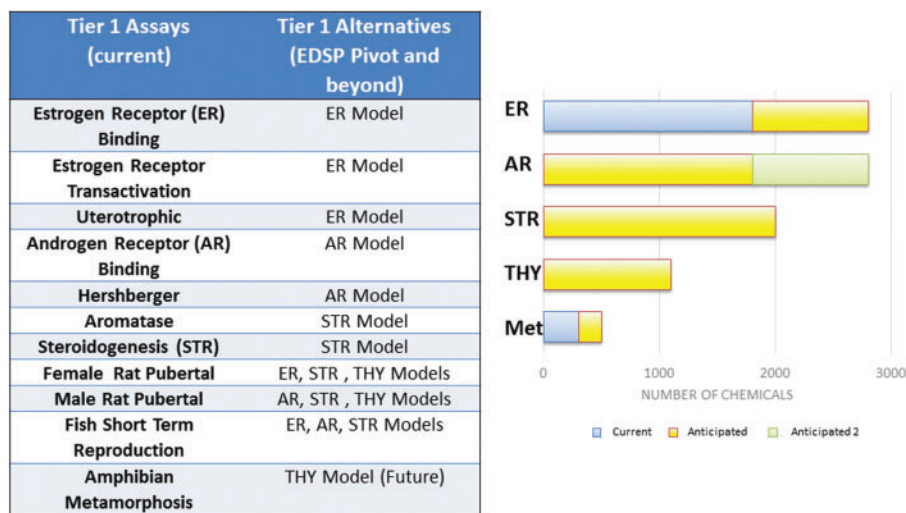 Tier 1 Assays
(current)
Tier 1 Alternatives
(EDSP Pivot and
beyond)
Estrogen Receptor (ER)
Binding
ER Model
Estrogen Receptor
Transactivation
ER Model
Uterotrophic
ER Model
Androgen Receptor (AR)
Binding
AR Model
Hershberger
AR Model
Aromatase
STR Model
Steroidogenesis (STR)
STR Model
Female Rat Pubertal
ER, STR , THY Models
Male Rat Pubertal
AR, STR , THY Models
Fish Short Term
Reproduction
ER, AR, STR Models
Amphibian
Metamorphosis
THY Model (Future)
ER
AR
STR
THY
Met
0 1000 2000 3000
NUMBER OF CHEMICALS
Current Anticipated Anticipated 2